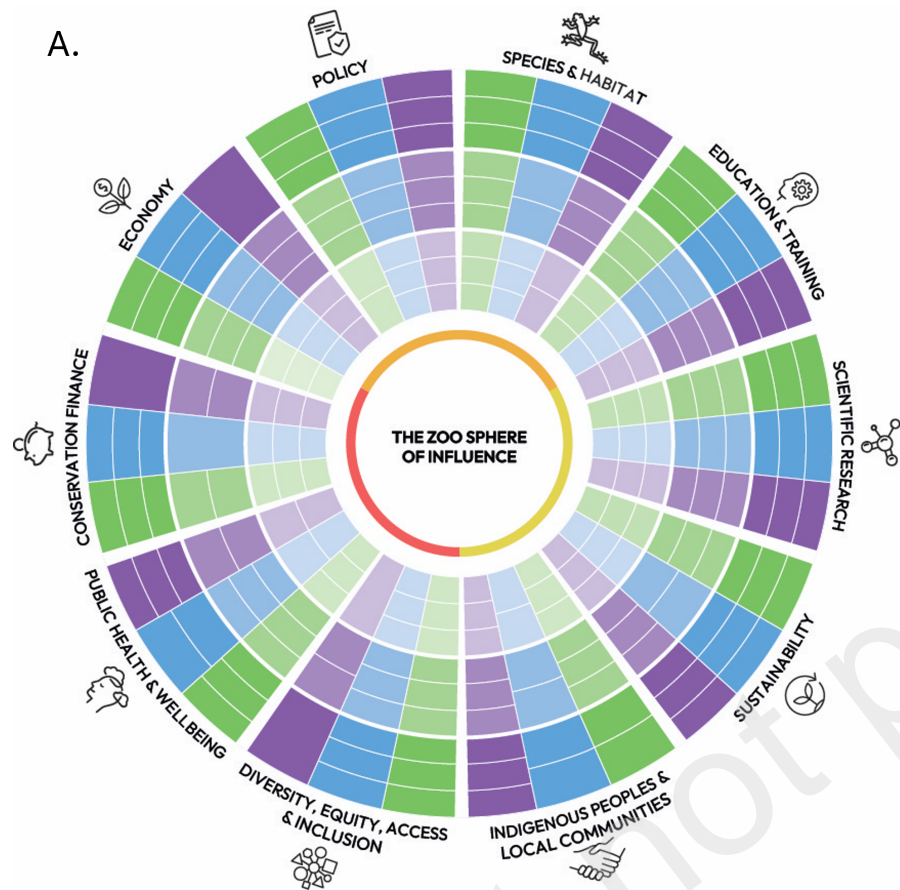 A.
POLICY
SPECIES & HABITAT
EDUCATION & TRAINING
ECONOMY
SCIENTIFIC RESEARCH
CONSERVATION FINANCE
THE ZOO SPHERE
OF INFLUENCE
SUSTAINABILITY
PUBLIC HEALTH & WELLBEING
DIVERSITY, EQUITY, ACCESS
& INCLUSION
INDIGENOUS PEOPLES &
LOCAL COMMUNITIES
not p